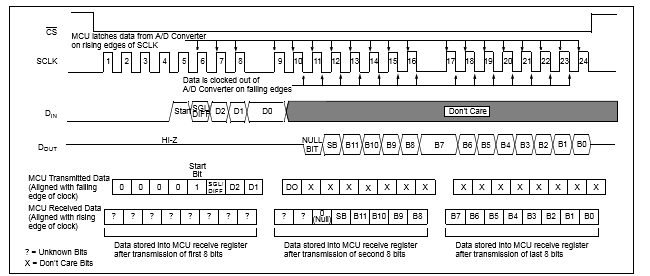 CS
MCU latches data from A/D Converter
on rising edges of SCLK
SCLK
1 2 3 4 5 6 7 8 9 10 11 12 13 14 15 16 17 18 19 20 21 22 23 24
Data is clocked out of
A/D Converter on falling edges
DIN
Start SGL/DIFF D2 D1 D0 Don't Care
HI-Z
DOUT
NULL BIT SB B11 B10 B9 B8 B7 B6 B5 B4 B3 B2 B1 B0
Start
Bit
MCU Transmitted Data
(Aligned with falling
edge of clock)
0 0 0 0 1 SGL/DIFF D2 D1 DO X X X X X X X X X X X X X X X
MCU Received Data
(Aligned with rising
edge of clock)
? ? ? ? ? ? ? ? ? ? 0 (Null) SB B11 B10 B9 B8 B7 B6 B5 B4 B3 B2 B1 B0
Data stored into MCU receive register
after transmission of first 8 bits
Data stored into MCU receive register
after transmission of second 8 bits
Data stored into MCU receive register
after transmission of last 8 bits
? = Unknown Bits
X = Don't Care Bits